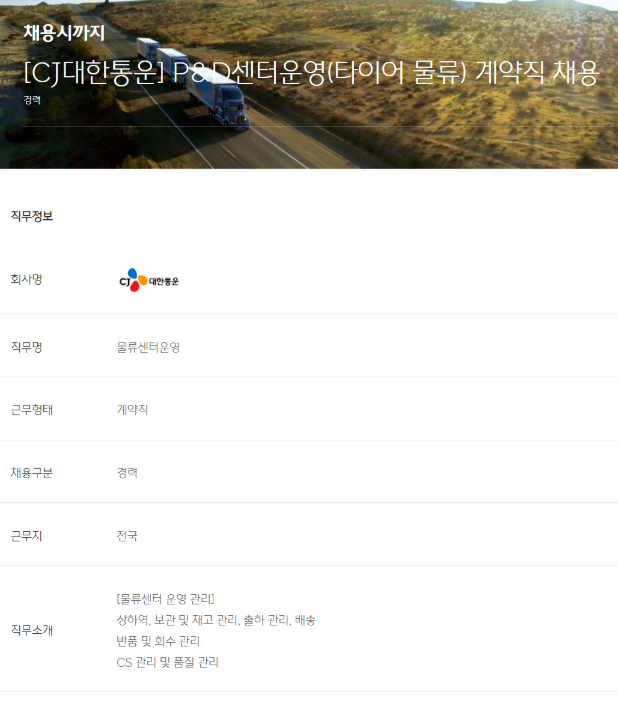 채용시까지
[CJ대한통운] P&D센터운영(타이어 물류) 계약직 채용
경력
직무정보
회사명
CJ 대한통운
직무명
물류센터운영
근무형태
계약직
채용구분
경력
근무지
전국
직무소개
[물류센터 운영 관리]
상하역, 보관 및 재고 관리, 출하 관리, 배송
반품 및 회수 관리
CS 관리 및 품질 관리